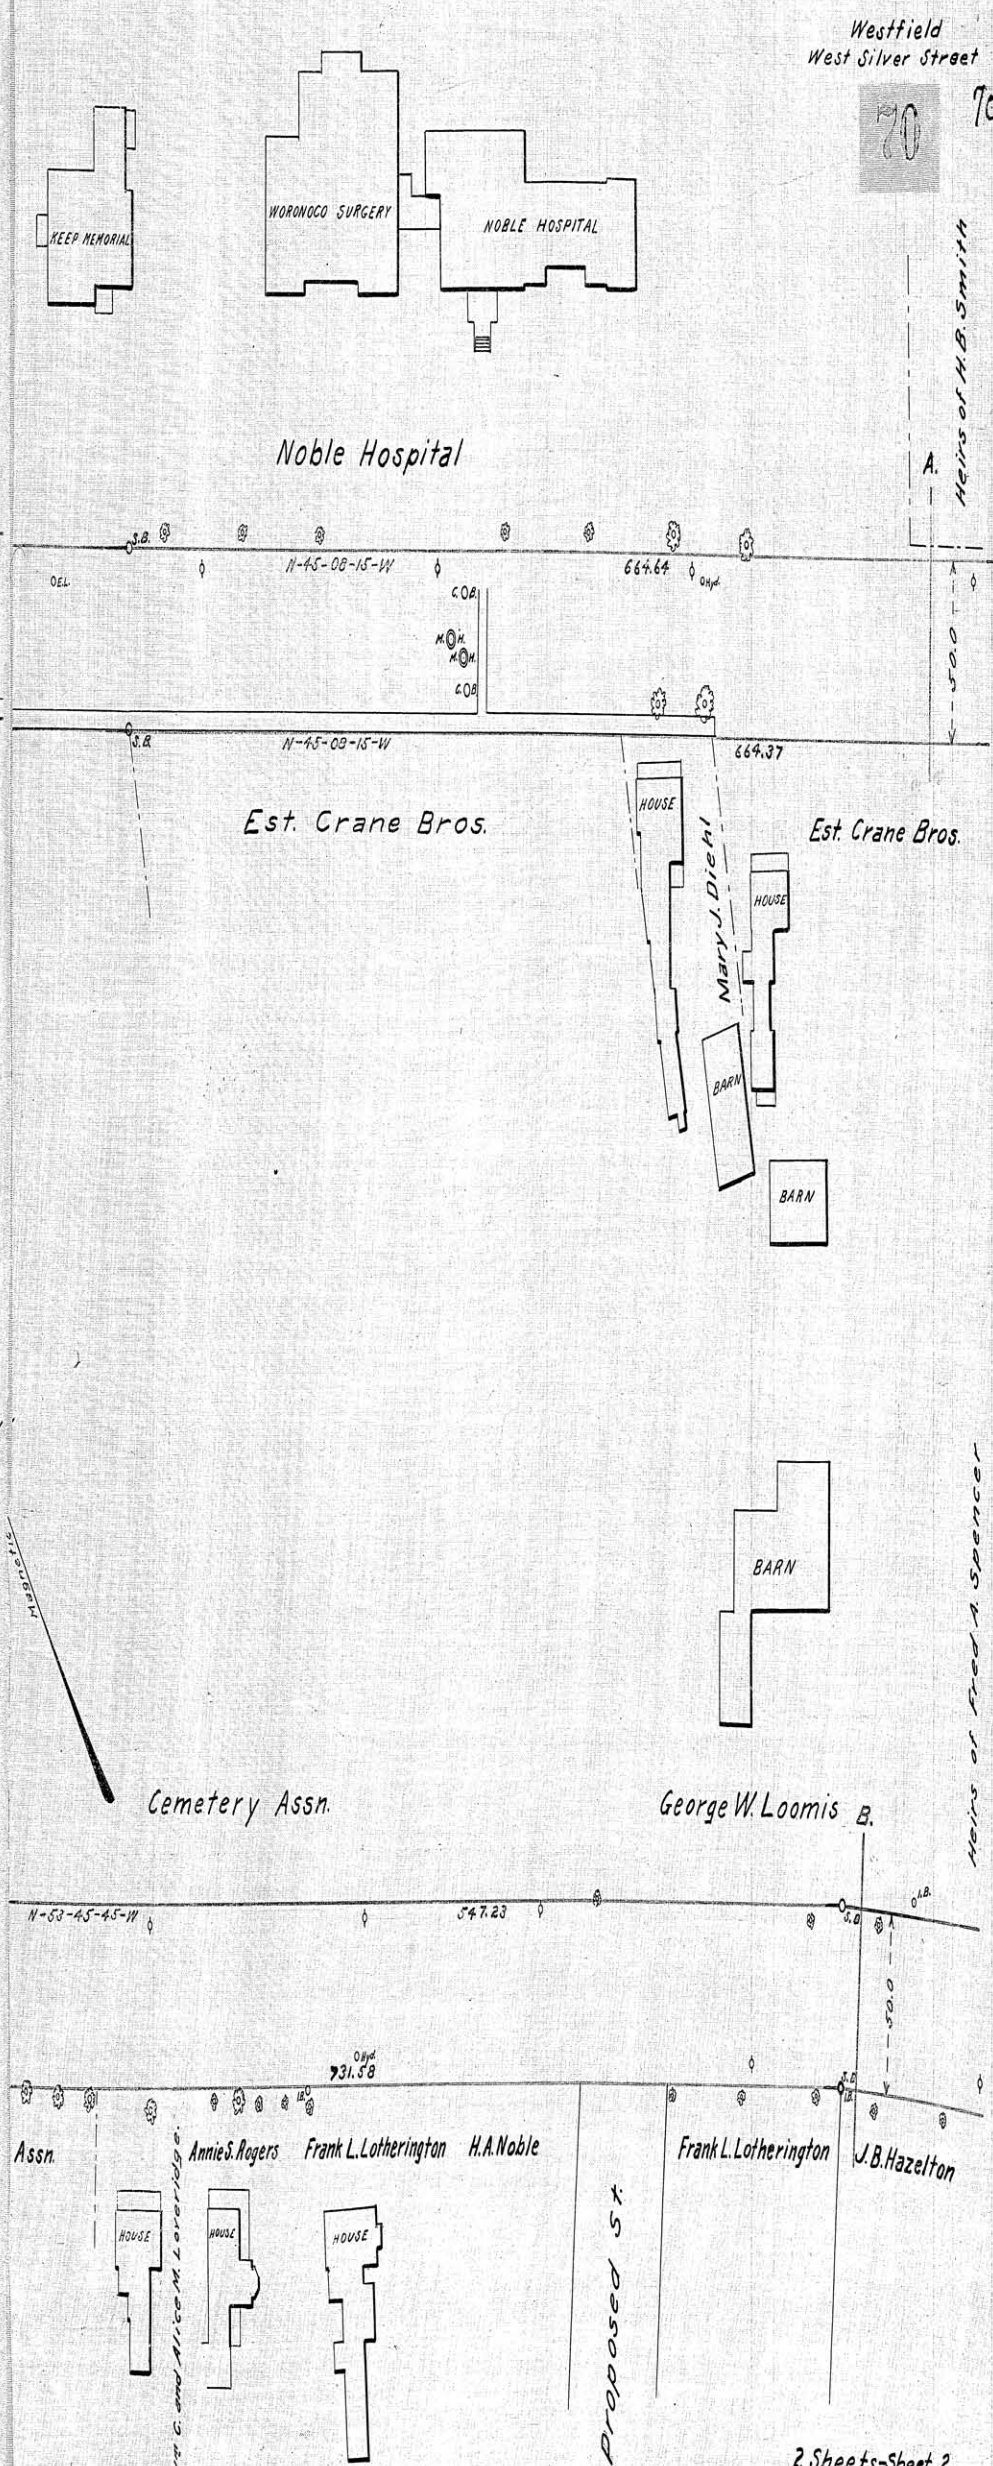 Westfield
West Silver Street
70
70
KEEP MEMORIAL
WORONOCO SURGERY
NOBLE HOSPITAL
Heirs of H.B. Smith
Noble Hospital
A.
S.B.
N-45-08-15-W
664.64
O E.L.
O Hyd.
C.O.B.
M.O.H.
M.O.H.
C.O.B.
50.0
S.B.
N-45-09-15-W
664.37
Est. Crane Bros.
HOUSE
Mary J. Diehl
Est. Crane Bros.
HOUSE
BARN
BARN
Magnetic
BARN
Heirs of Fred A. Spencer
Cemetery Assn.
George W. Loomis
B.
N-53-45-45-W
547.23
S.B.
I.B.
50.0
O Hyd.
931.58
I.B.
S.B.
I.B.
Assn.
and Alice M. Loveridge.
Annie S. Rogers
Frank L. Lotherington
H.A. Noble
Frank L. Lotherington
J.B. Hazelton
HOUSE
HOUSE
HOUSE
Proposed St.
2 Sheets-Sheet 2